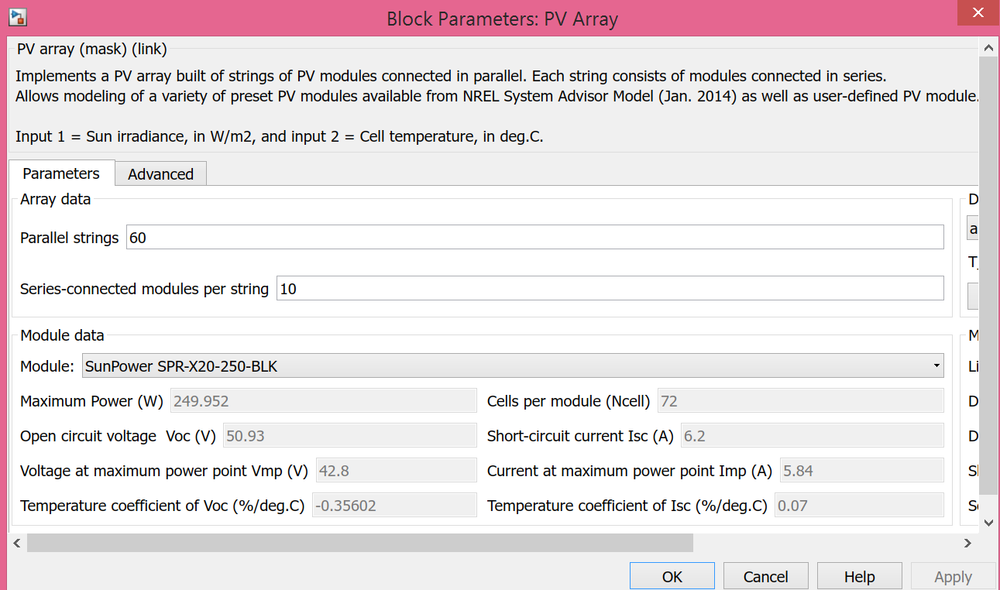 Block Parameters: PV Array
PV array (mask) (link)
Implements a PV array built of strings of PV modules connected in parallel. Each string consists of modules connected in series.
Allows modeling of a variety of preset PV modules available from NREL System Advisor Model (Jan. 2014) as well as user-defined PV module.
Input 1 = Sun irradiance, in W/m2, and input 2 = Cell temperature, in deg.C.
Parameters Advanced
Array data
Parallel strings 60
Series-connected modules per string 10
Module data
Module: SunPower SPR-X20-250-BLK
Maximum Power (W) 249.952 Cells per module (Ncell) 72
Open circuit voltage Voc (V) 50.93 Short-circuit current Isc (A) 6.2
Voltage at maximum power point Vmp (V) 42.8 Current at maximum power point Imp (A) 5.84
Temperature coefficient of Voc (%/deg.C) -0.35602 Temperature coefficient of Isc (%/deg.C) 0.07
OK Cancel Help Apply